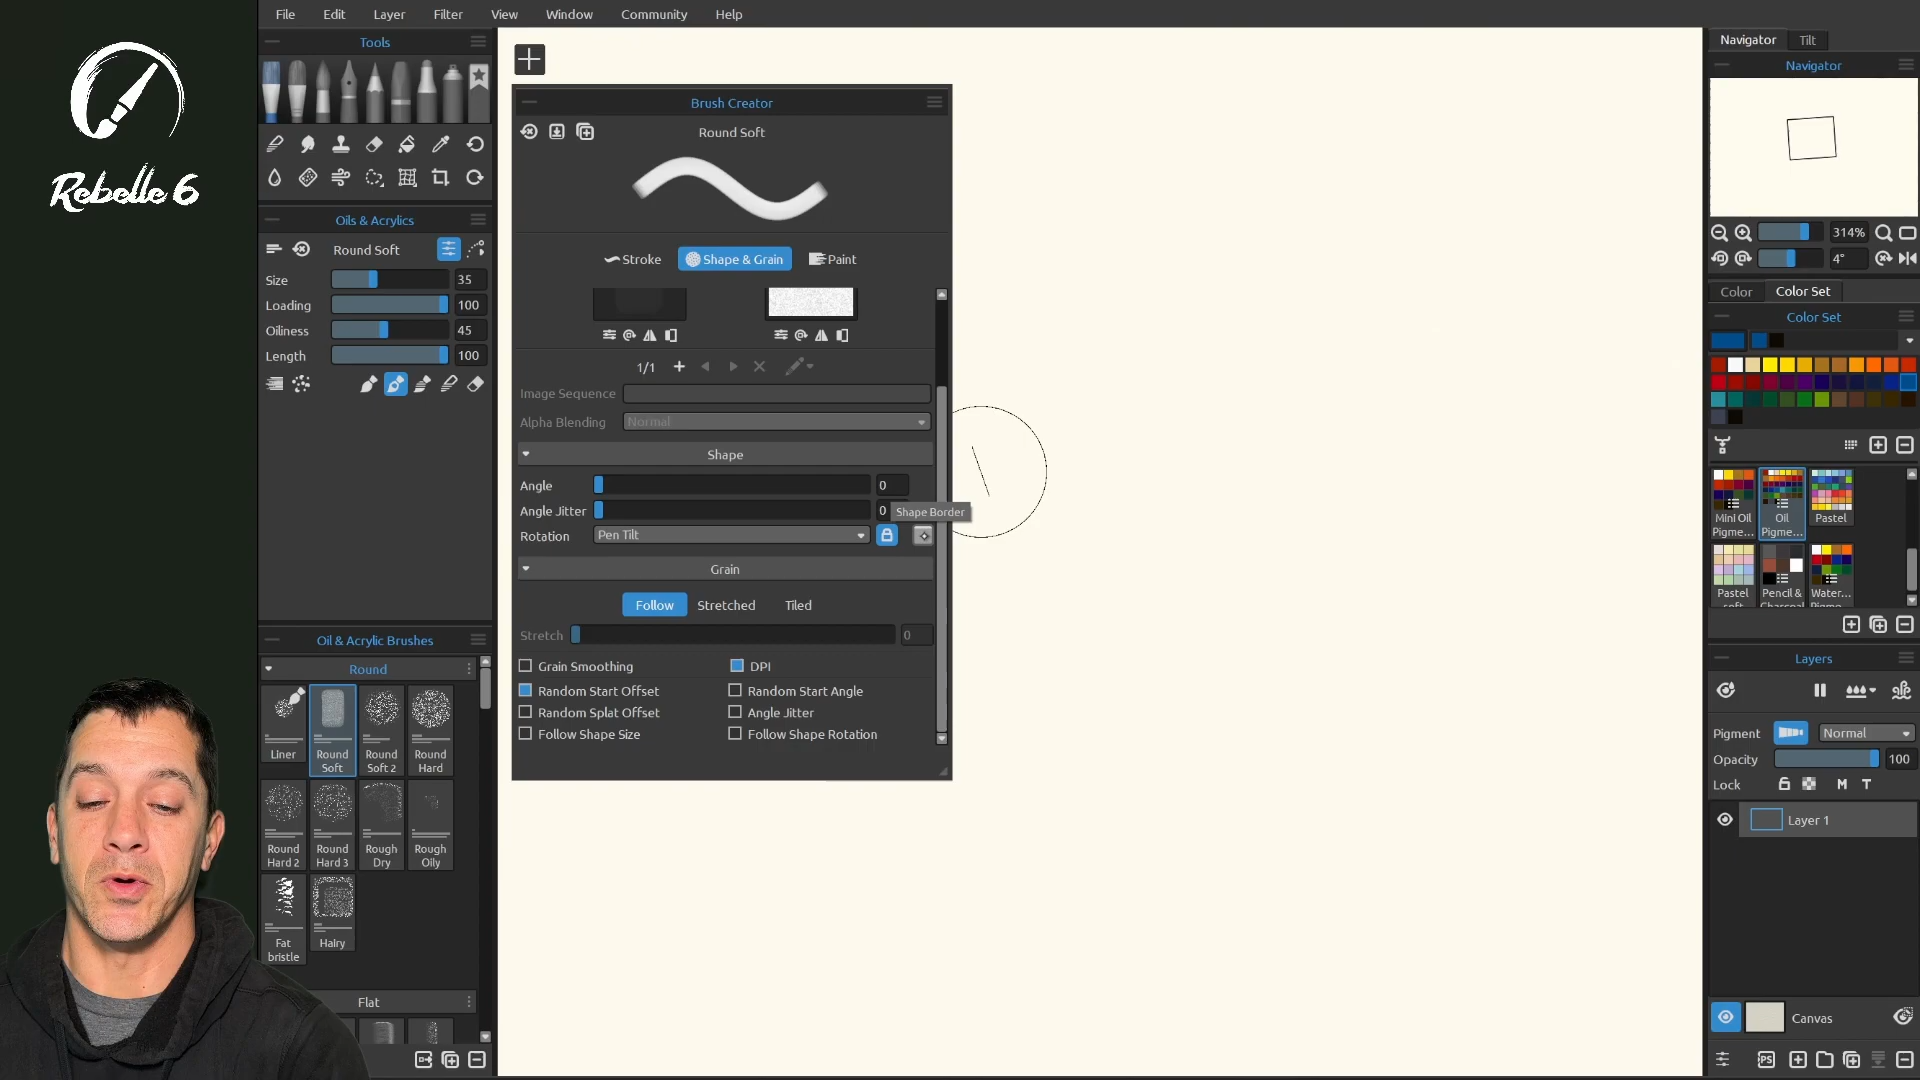 Rebelle 6
File Edit Layer Filter View Window Community Help
Tools
Oils & Acrylics
Round Soft
Size 35
Loading 100
Oiliness 45
Length 100
Oil & Acrylic Brushes
Round
Liner
Round Soft
Round Soft 2
Round Hard
Round Hard 2
Round Hard 3
Rough Dry
Rough Oily
Fat bristle
Hairy
Flat
Brush Creator
Round Soft
Stroke Shape & Grain Paint
1/1
Image Sequence
Alpha Blending Normal
Shape
Angle 0
Angle Jitter 0
Shape Border
Rotation Pen Tilt
Grain
Follow Stretched Tiled
Stretch 0
Grain Smoothing DPI
Random Start Offset Random Start Angle
Random Splat Offset Angle Jitter
Follow Shape Size Follow Shape Rotation
Navigator Tilt
Navigator
314%
4°
Color Color Set
Color Set
Mini Oil Pigme...
Oil Pigme...
Pastel
Pastel soft
Pencil & Charcoal
Water... Pigme...
Layers
Pigment Normal
Opacity 100
Lock M T
Layer 1
Canvas
PS